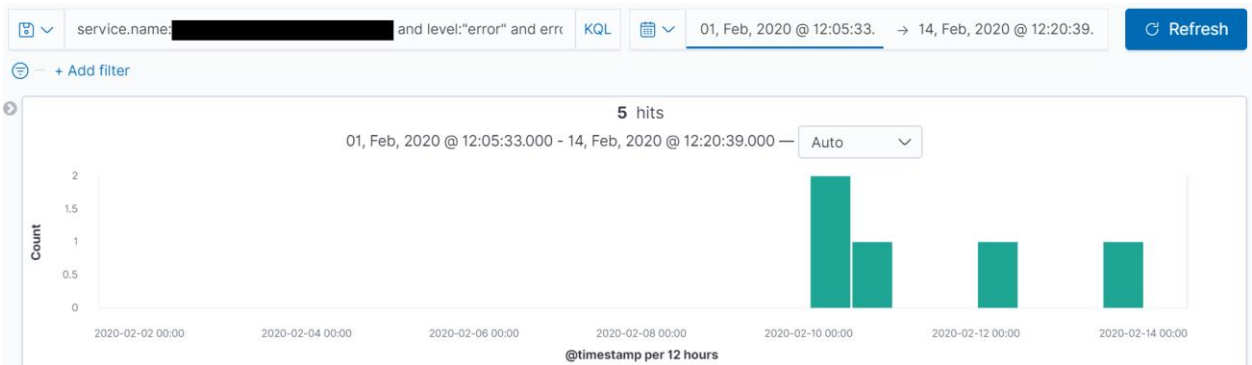 service.name: and level:"error" and erro KQL 01, Feb, 2020 @ 12:05:33. → 14, Feb, 2020 @ 12:20:39. Refresh
+ Add filter
5 hits
01, Feb, 2020 @ 12:05:33.000 - 14, Feb, 2020 @ 12:20:39.000 — Auto
2
1.5
1
0.5
0
Count
2020-02-02 00:00 2020-02-04 00:00 2020-02-06 00:00 2020-02-08 00:00 2020-02-10 00:00 2020-02-12 00:00 2020-02-14 00:00
@timestamp per 12 hours